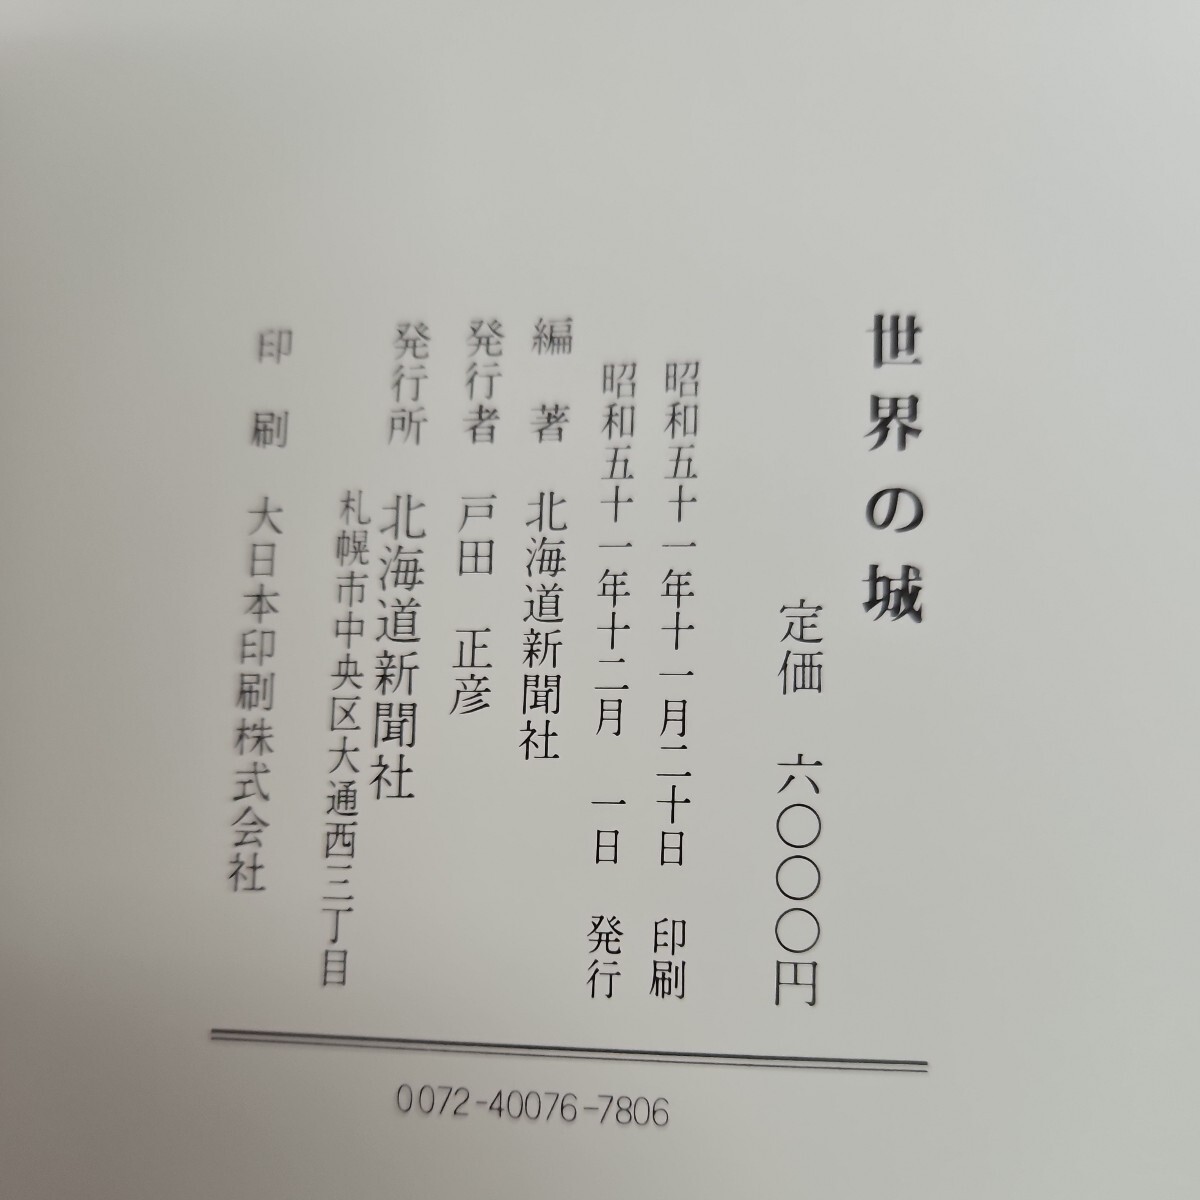 世界の城
定価 六〇〇〇円
昭和五十一年十一月二十日 印刷
昭和五十一年十二月 一日 発行
編著 北海道新聞社
発行者 戸田 正彦
発行所 北海道新聞社
札幌市中央区大通西三丁目
印刷 大日本印刷株式会社
0072-40076-7806